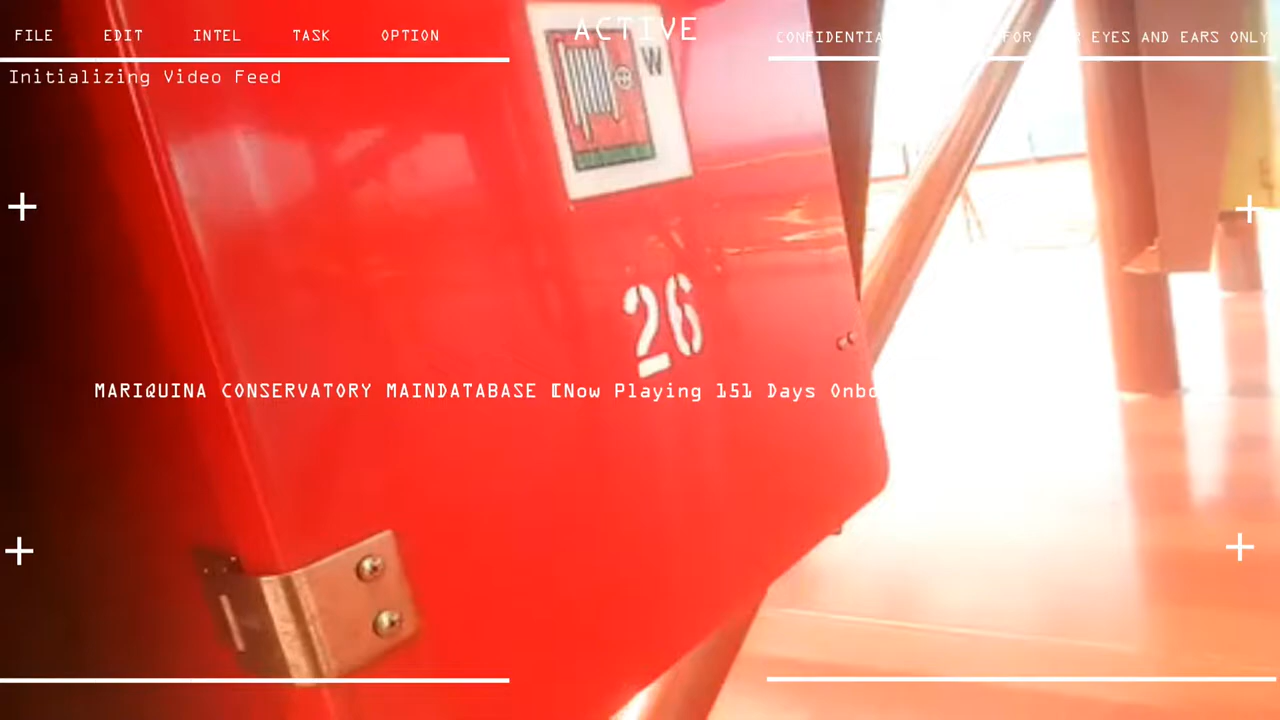 FILE EDIT INTEL TASK OPTION
ACTIVE
FOR EYES AND EARS ONLY
Initializing Video Feed
W
26
MARIQUINA CONSERVATORY MAINDATABASE [Now Playing 151 Days